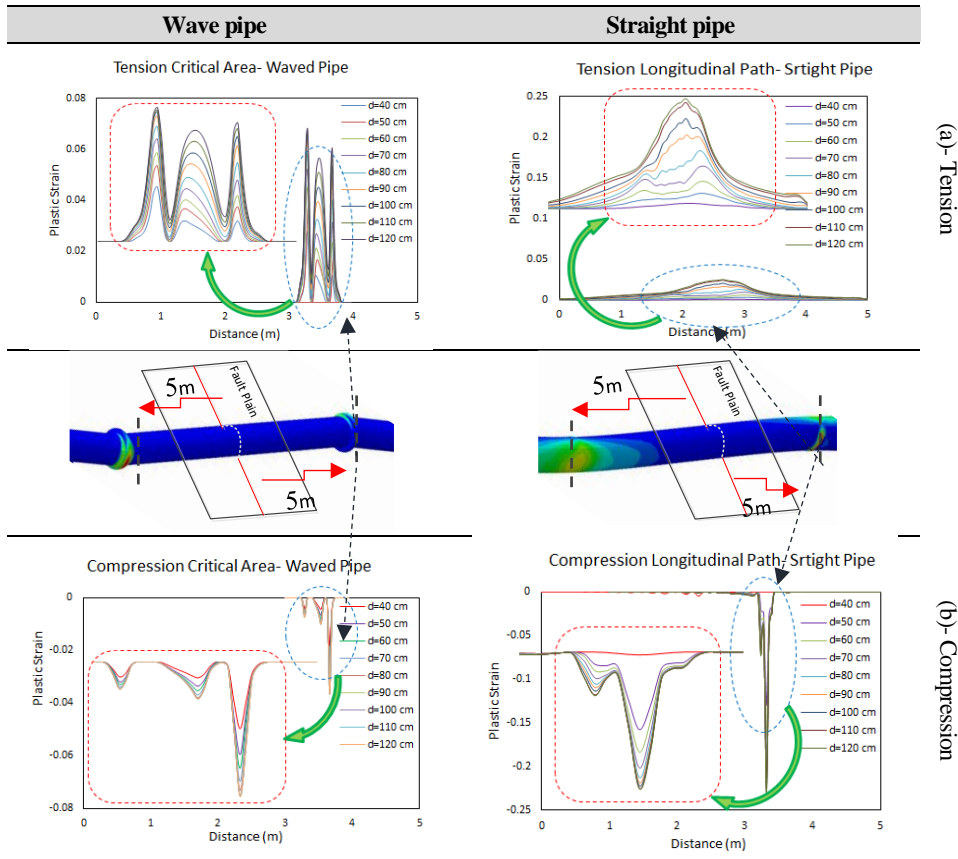 Wave pipe
Straight pipe
Tension Critical Area- Waved Pipe
0.08
0.06
0.04
0.02
0
Plastic Strain
0
1
2
3
4
5
Distance (m)
d=40 cm
d=50 cm
d=60 cm
d=70 cm
d=80 cm
d=90 cm
d=100 cm
d=110 cm
d=120 cm
Tension Longitudinal Path- Srtight Pipe
0.25
0.2
0.15
0.1
0.05
0
Plastic Strain
0
1
2
3
4
5
Distance (m)
d=40 cm
d=50 cm
d=60 cm
d=70 cm
d=80 cm
d=90 cm
d=100 cm
d=110 cm
d=120 cm
(a)- Tension
5m
Fault Plain
5m
5m
Fault Plain
5m
Compression Critical Area- Waved Pipe
0
-0.02
-0.04
-0.06
-0.08
Plastic Strain
0
1
2
3
4
5
Distance (m)
d=40 cm
d=50 cm
d=60 cm
d=70 cm
d=80 cm
d=90 cm
d=100 cm
d=110 cm
d=120 cm
Compression Longitudinal Path- Srtight Pipe
0
-0.05
-0.1
-0.15
-0.2
-0.25
Plastic Strain
0
1
2
3
4
5
Distance (m)
d=40 cm
d=50 cm
d=60 cm
d=70 cm
d=80 cm
d=90 cm
d=100 cm
d=110 cm
d=120 cm
(b)- Compression